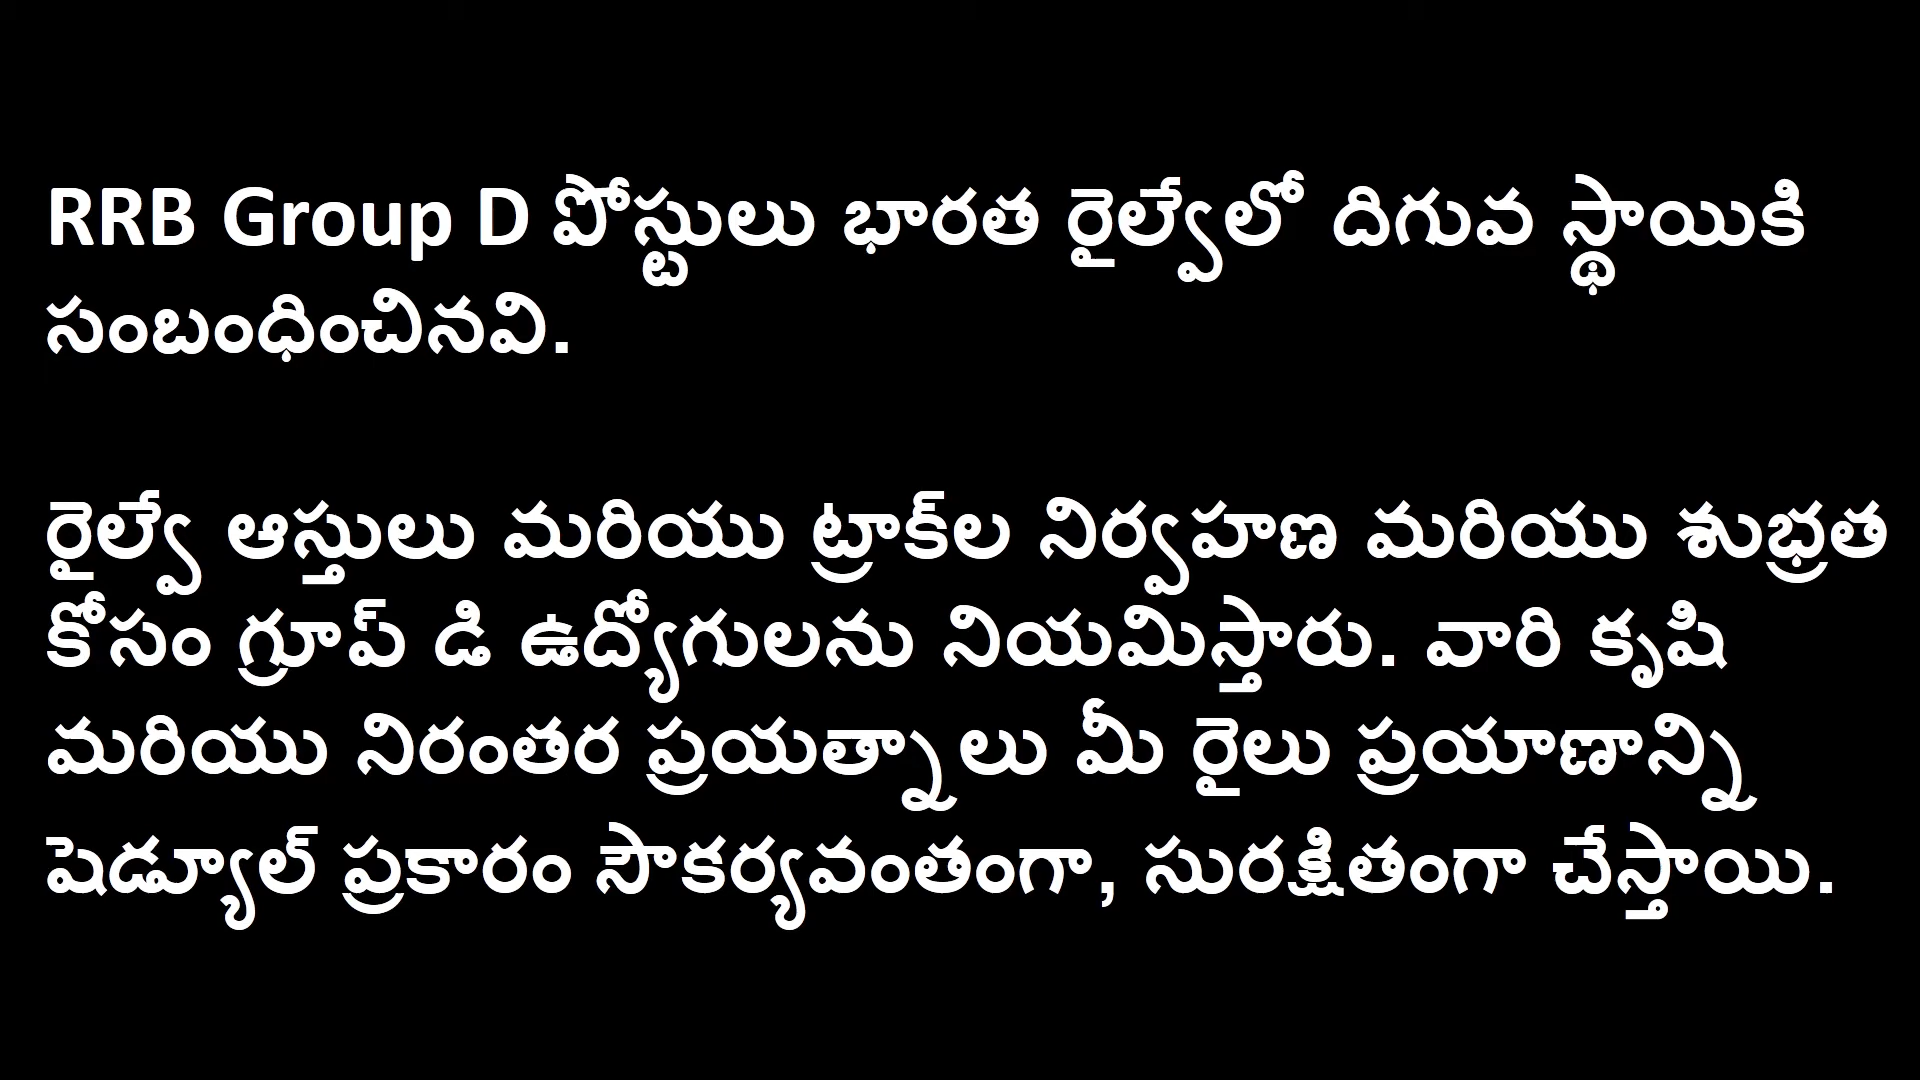 RRB Group D పోస్టులు భారత రైల్వేలో దిగువ స్థాయికి
సంబంధించినవి.
రైల్వే ఆస్తులు మరియు ట్రాక్‌ల నిర్వహణ మరియు శుభ్రత
కోసం గ్రూప్ డి ఉద్యోగులను నియమిస్తారు. వారి కృషి
మరియు నిరంతర ప్రయత్నాలు మీ రైలు ప్రయాణాన్ని
షెడ్యూల్ ప్రకారం సౌకర్యవంతంగా, సురక్షితంగా చేస్తాయి.